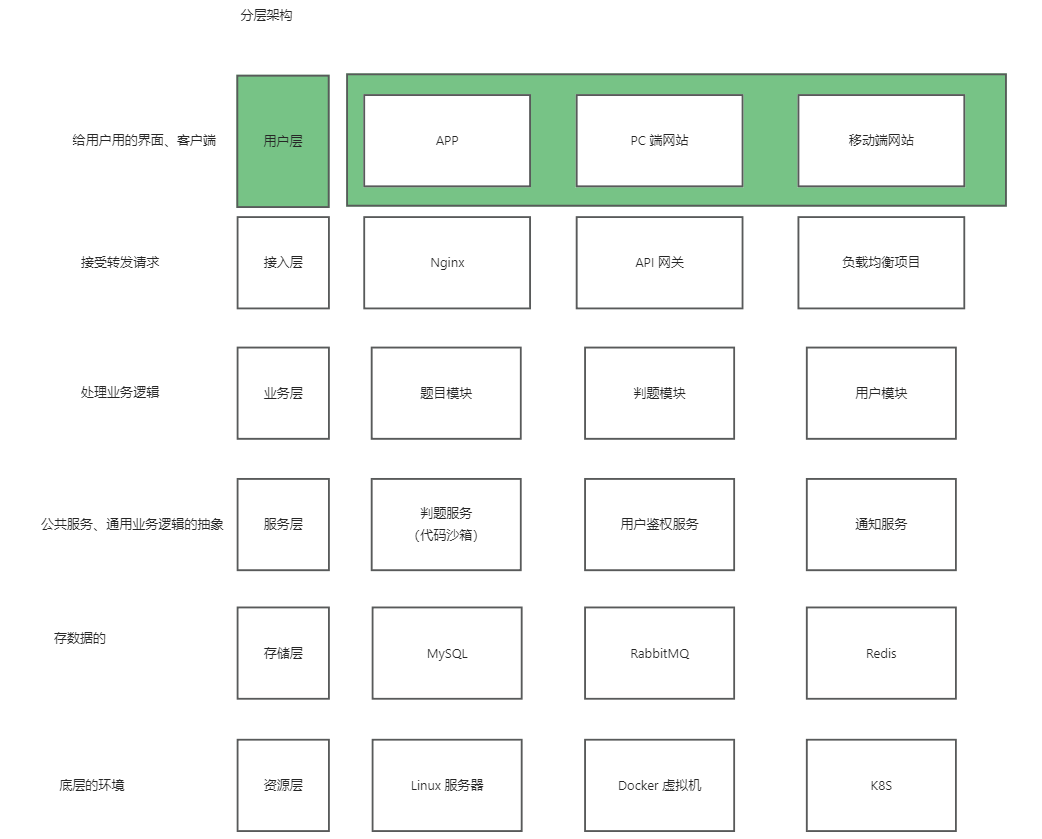 分层架构
给用户用的界面、客户端
用户层
APP
PC 端网站
移动端网站
接受转发请求
接入层
Nginx
API 网关
负载均衡项目
处理业务逻辑
业务层
题目模块
判题模块
用户模块
公共服务、通用业务逻辑的抽象
服务层
判题服务
（代码沙箱）
用户鉴权服务
通知服务
存数据的
存储层
MySQL
RabbitMQ
Redis
底层的环境
资源层
Linux 服务器
Docker 虚拟机
K8S